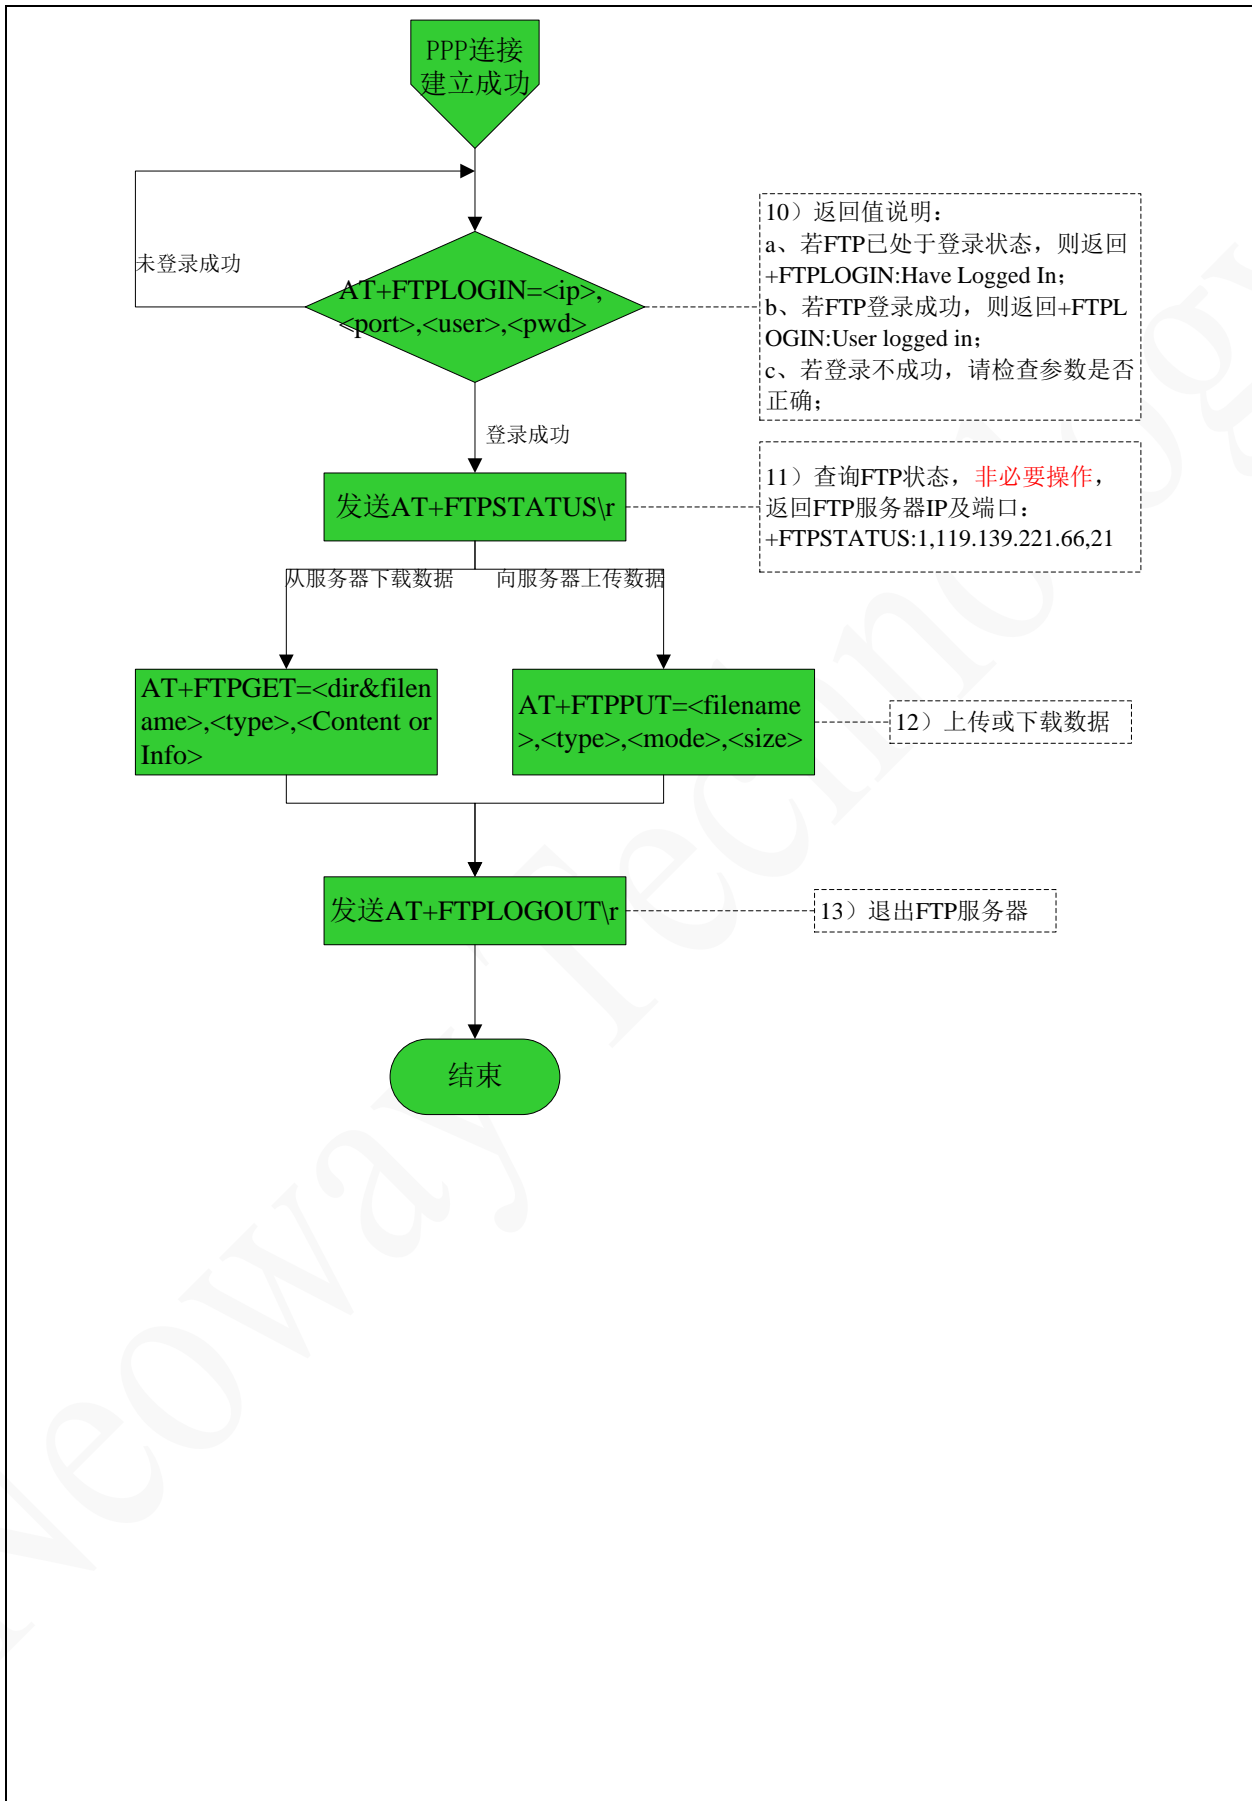 PPP连接
建立成功
未登录成功
AT+FTPLOGIN=<ip>,
<port>,<user>,<pwd>
10）返回值说明：
a、若FTP已处于登录状态，则返回
+FTPLOGIN:Have Logged In；
b、若FTP登录成功，则返回+FTPL
OGIN:User logged in；
c、若登录不成功，请检查参数是否
正确；
登录成功
发送AT+FTPSTATUS\r
11）查询FTP状态，非必要操作，
返回FTP服务器IP及端口：
+FTPSTATUS:1,119.139.221.66,21
从服务器下载数据
向服务器上传数据
AT+FTPGET=<dir&filen
ame>,<type>,<Content or
Info>
AT+FTPPUT=<filename
>,<type>,<mode>,<size>
12）上传或下载数据
发送AT+FTPLOGOUT\r
13）退出FTP服务器
结束
Neoway Technology